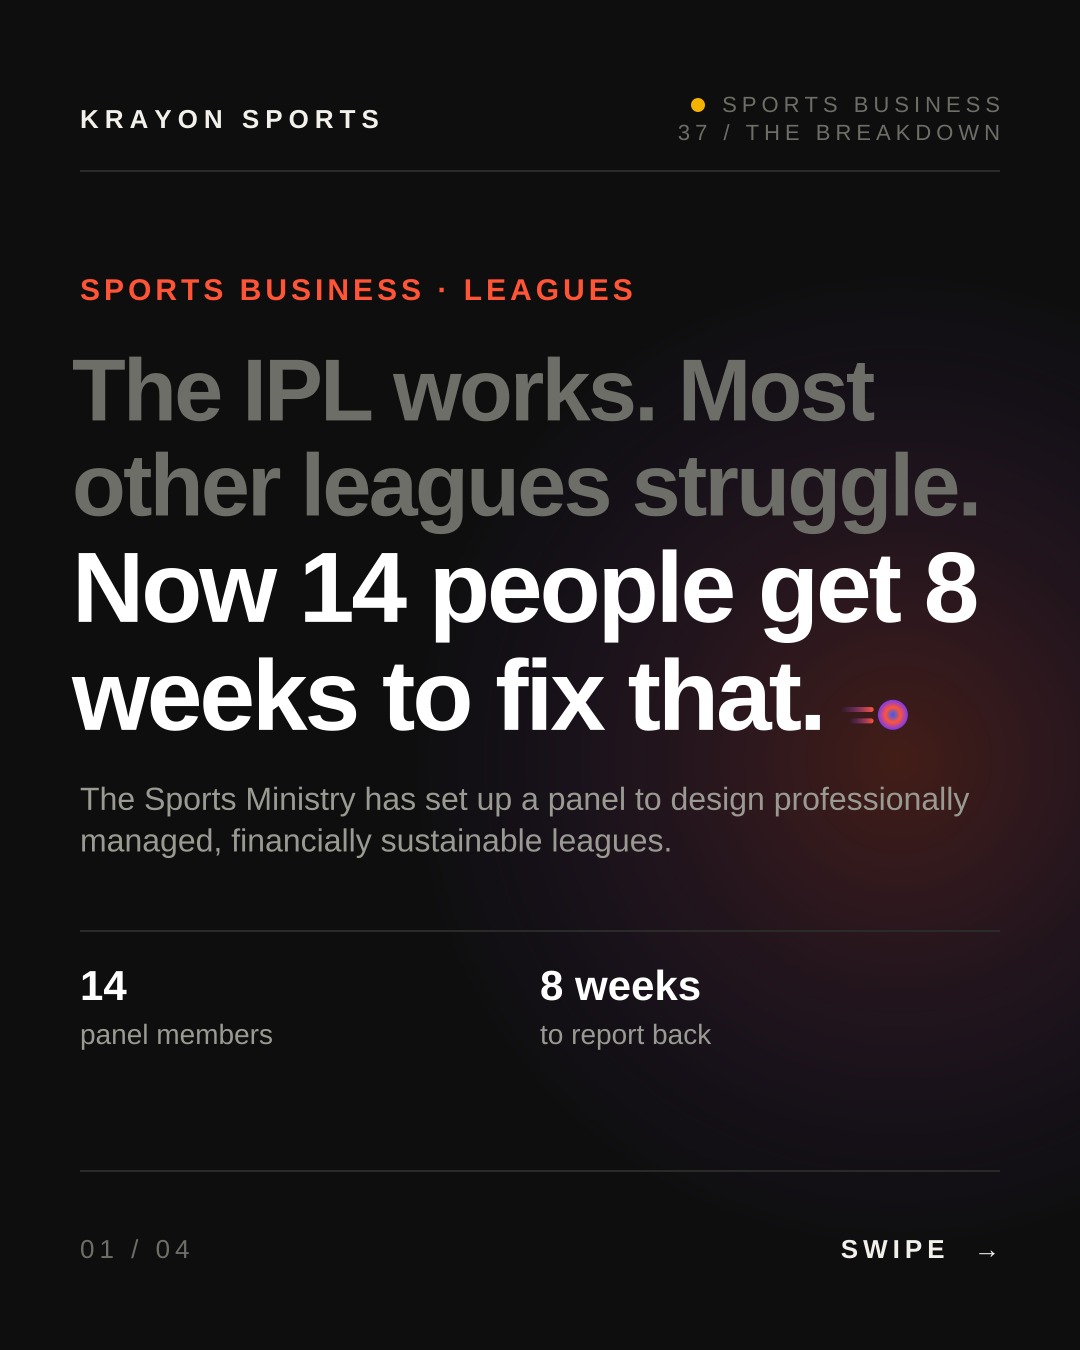 KRAYON SPORTS
SPORTS BUSINESS
37 / THE BREAKDOWN
SPORTS BUSINESS · LEAGUES
The IPL works. Most
other leagues struggle.
Now 14 people get 8
weeks to fix that.
The Sports Ministry has set up a panel to design professionally
managed, financially sustainable leagues.
14
panel members
8 weeks
to report back
01 / 04
SWIPE →